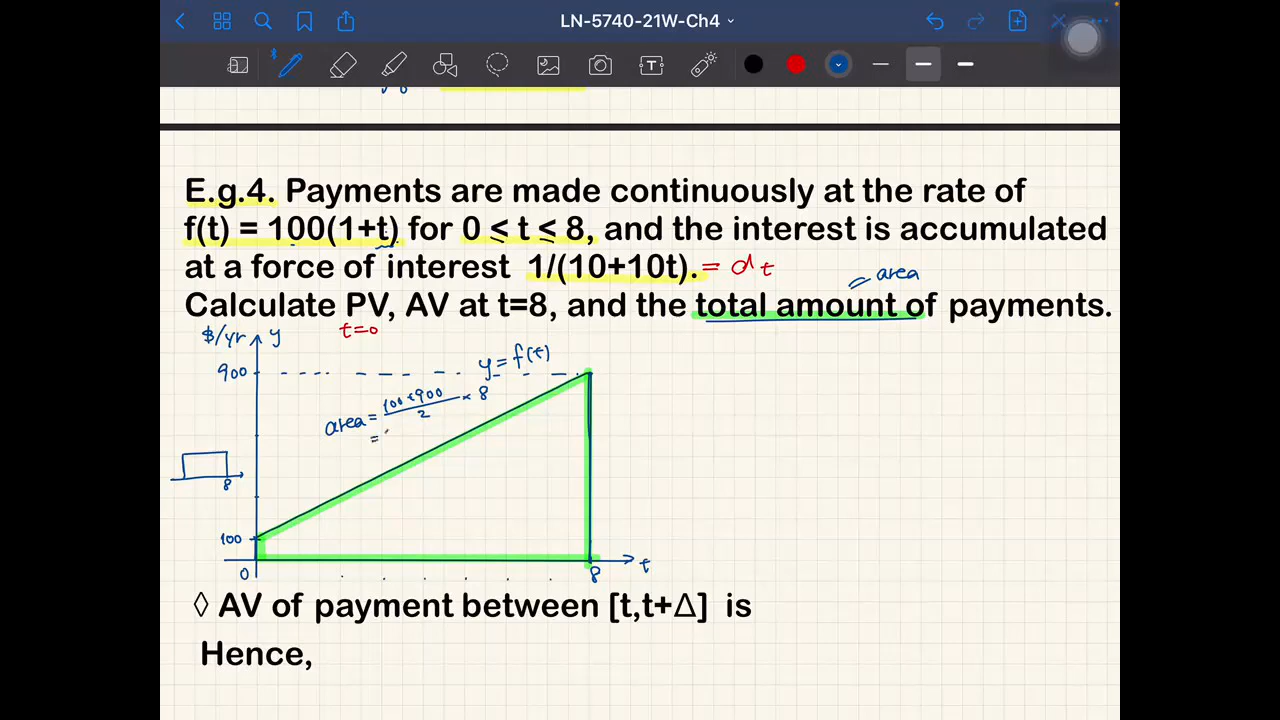 LN-5740-21W-Ch4
E.g.4. Payments are made continuously at the rate of
f(t) = 100(1+t) for 0 ≤ t ≤ 8, and the interest is accumulated
at a force of interest 1/(10+10t). = δt
= area
Calculate PV, AV at t=8, and the total amount of payments.
t=0
$/yr y
900
y = f(t)
area = (100+900)/2 × 8
=
8
100
0
8
t
◊ AV of payment between [t,t+Δ] is
Hence,